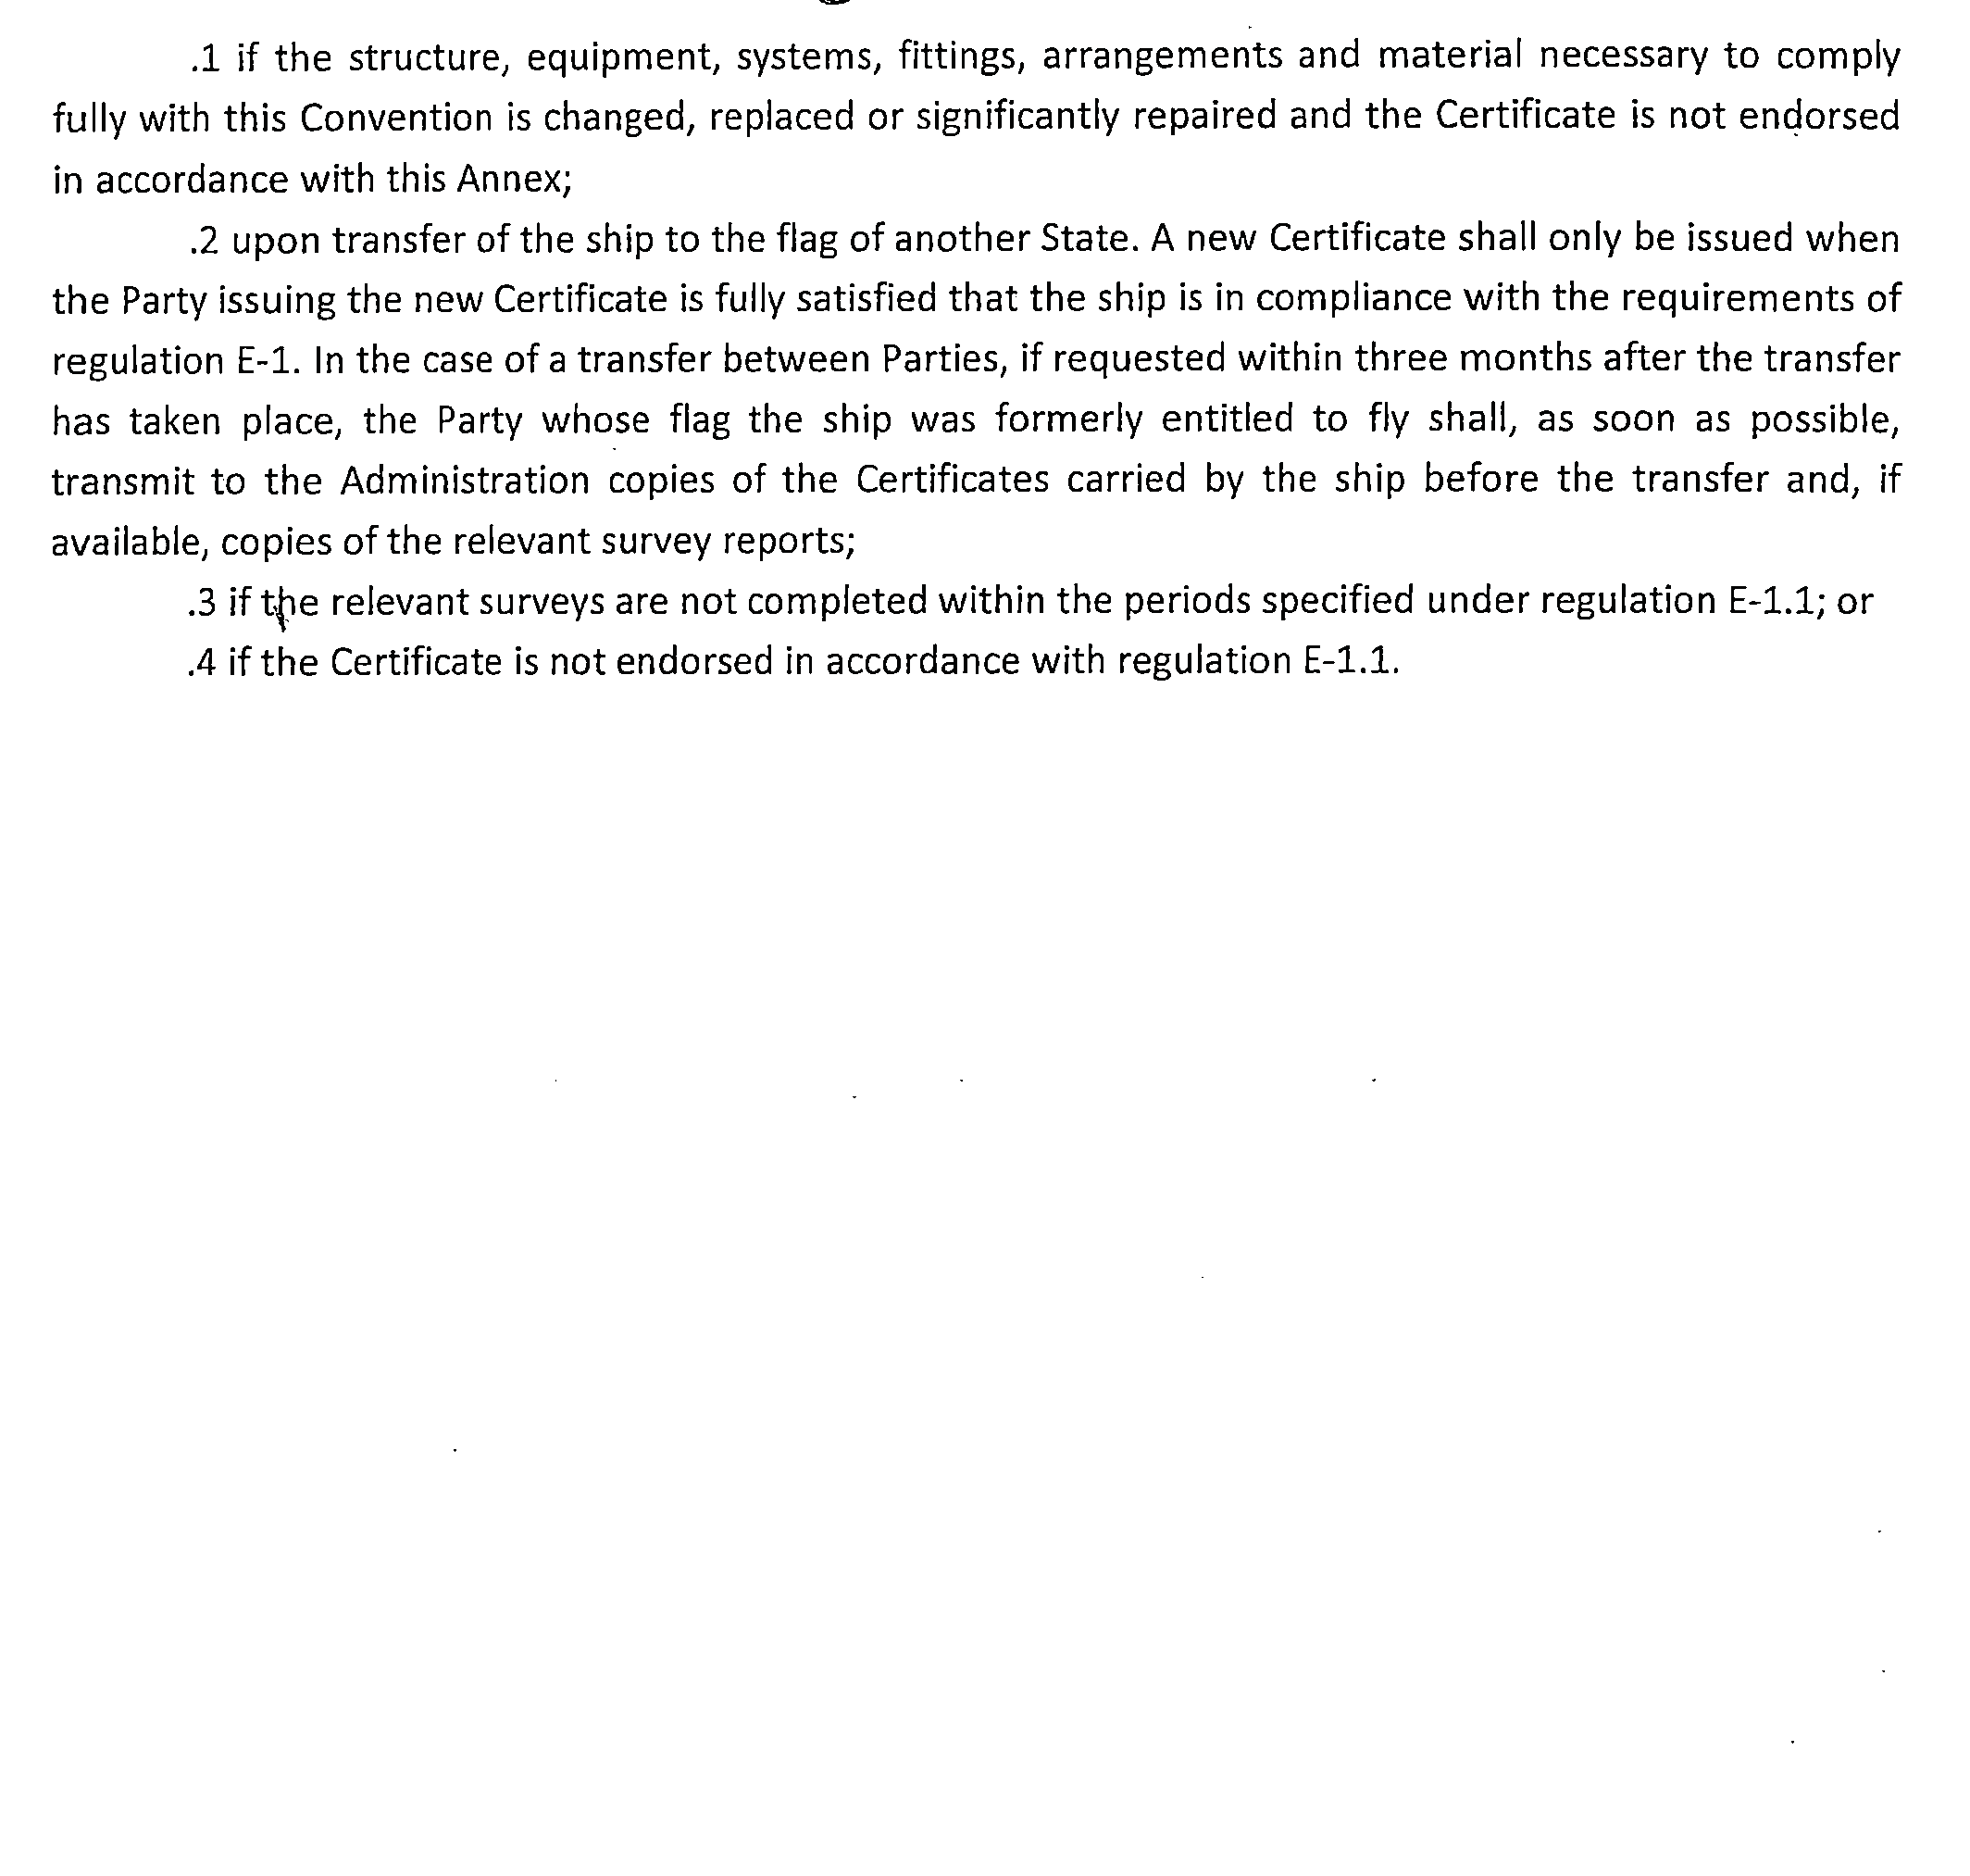 .1 if the structure, equipment, systems, fittings, arrangements and material necessary to comply
fully with this Convention is changed, replaced or significantly repaired and the Certificate is not endorsed
in accordance with this Annex;
.2 upon transfer of the ship to the flag of another State. A new Certificate shall only be issued when
the Party issuing the new Certificate is fully satisfied that the ship is in compliance with the requirements of
regulation E-1. In the case of a transfer between Parties, if requested within three months after the transfer
has taken place, the Party whose flag the ship was formerly entitled to fly shall, as soon as possible,
transmit to the Administration copies of the Certificates carried by the ship before the transfer and, if
available, copies of the relevant survey reports;
.3 if the relevant surveys are not completed within the periods specified under regulation E-1.1; or
.4 if the Certificate is not endorsed in accordance with regulation E-1.1.